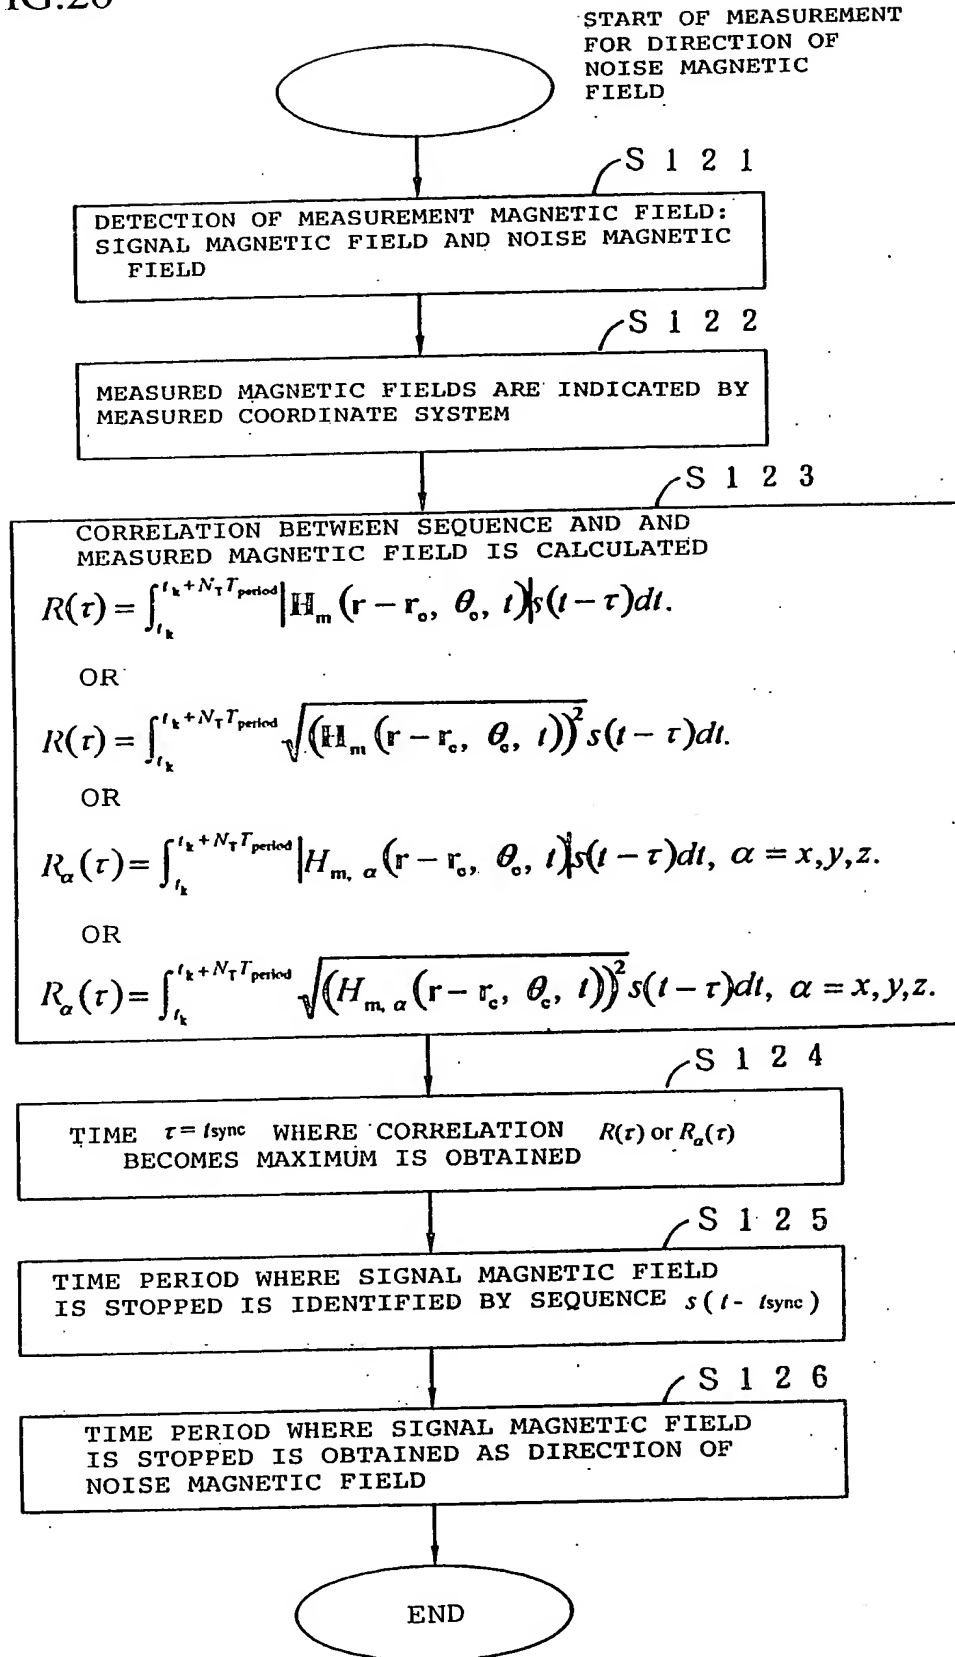 IG.20
START OF MEASUREMENT
FOR DIRECTION OF
NOISE MAGNETIC
FIELD
S 1 2 1
DETECTION OF MEASUREMENT MAGNETIC FIELD:
SIGNAL MAGNETIC FIELD AND NOISE MAGNETIC
FIELD
S 1 2 2
MEASURED MAGNETIC FIELDS ARE INDICATED BY
MEASURED COORDINATE SYSTEM
S 1 2 3
CORRELATION BETWEEN SEQUENCE AND AND
MEASURED MAGNETIC FIELD IS CALCULATED
R(τ) = ∫_{t_k}^{t_k + N_T T_period} |ℍ_m (r − r_c, θ_c, t)| s(t − τ)dt.
OR
R(τ) = ∫_{t_k}^{t_k + N_T T_period} √((ℍ_m (r − r_c, θ_c, t))²) s(t − τ)dt.
OR
R_α(τ) = ∫_{t_k}^{t_k + N_T T_period} |H_{m, α} (r − r_c, θ_c, t)| s(t − τ)dt, α = x,y,z.
OR
R_α(τ) = ∫_{t_k}^{t_k + N_T T_period} √((H_{m, α} (r − r_c, θ_c, t))²) s(t − τ)dt, α = x,y,z.
S 1 2 4
TIME τ = tsync WHERE CORRELATION R(τ) or R_α(τ)
BECOMES MAXIMUM IS OBTAINED
S 1 2 5
TIME PERIOD WHERE SIGNAL MAGNETIC FIELD
IS STOPPED IS IDENTIFIED BY SEQUENCE s( t - tsync )
S 1 2 6
TIME PERIOD WHERE SIGNAL MAGNETIC FIELD
IS STOPPED IS OBTAINED AS DIRECTION OF
NOISE MAGNETIC FIELD
END